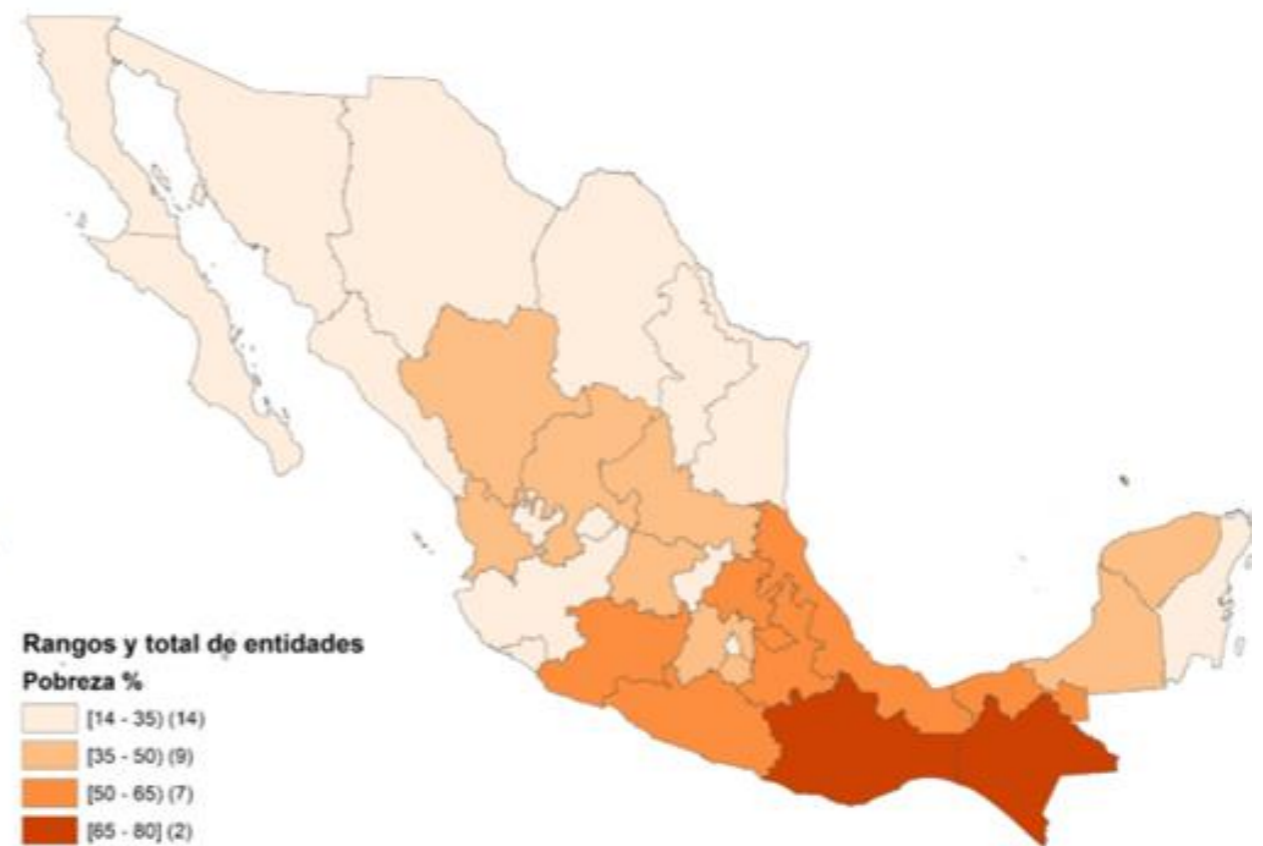 Rangos y total de entidades
Pobreza %
[14 - 35) (14)
[35 - 50) (9)
[50 - 65) (7)
[65 - 80] (2)